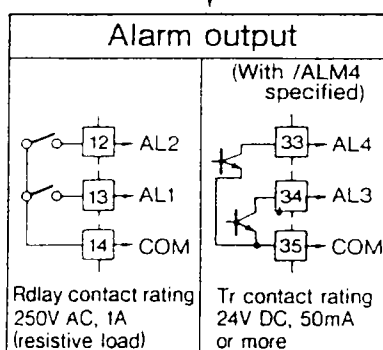 Alarm output
(With /ALM4
specified)
12 AL2
13 AL1
14 COM
33 AL4
34 AL3
35 COM
Rdlay contact rating
250V AC, 1A
(resistive load)
Tr contact rating
24V DC, 50mA
or more